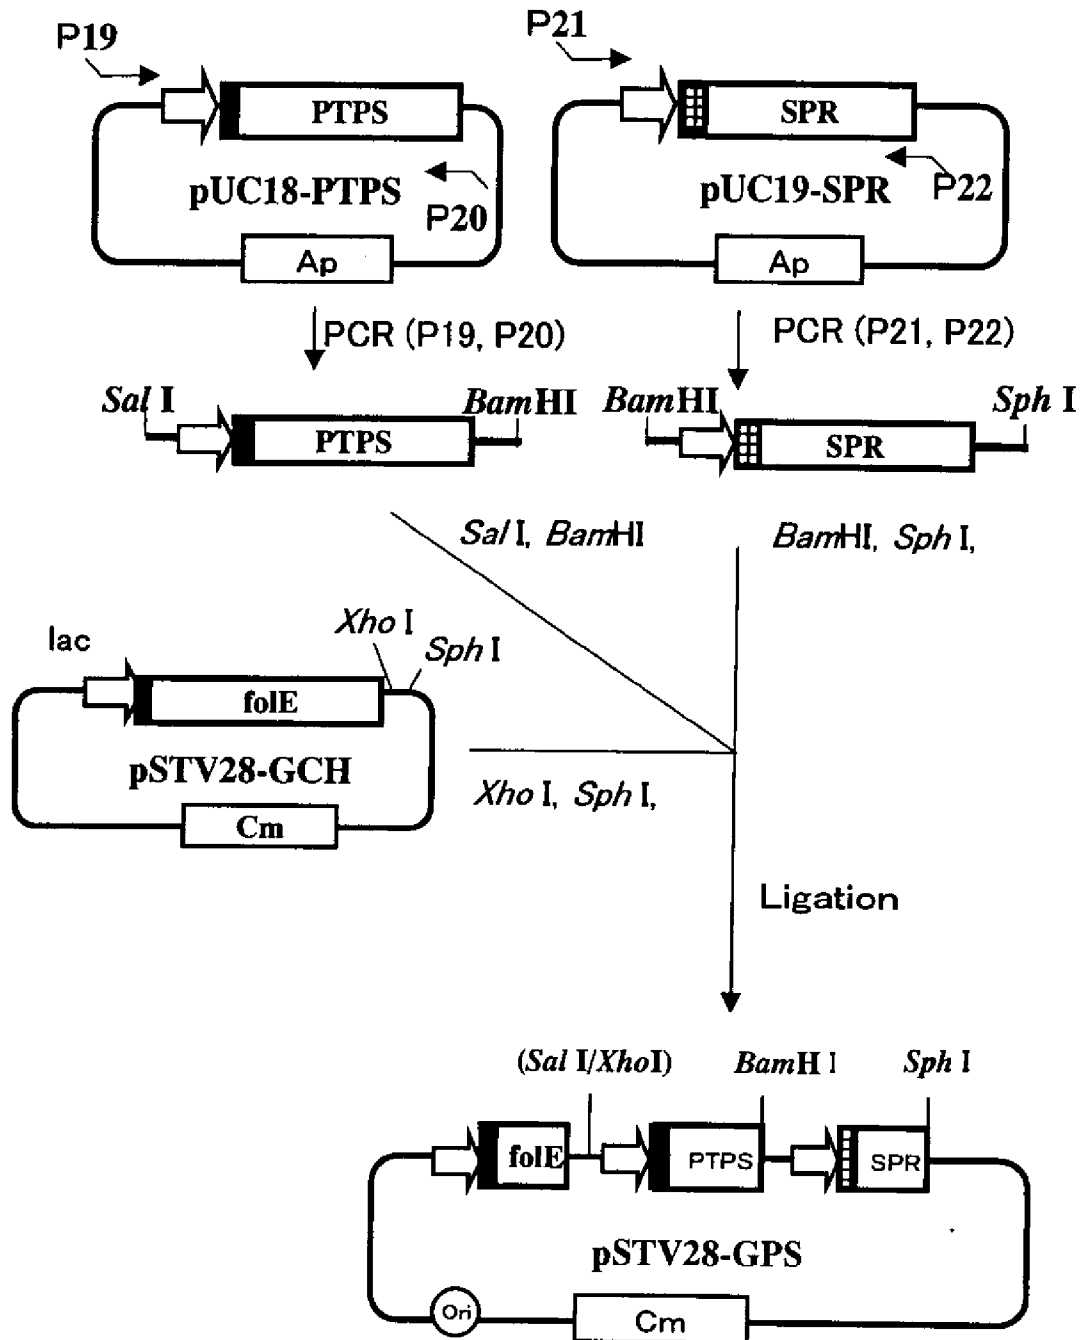 P19
P21
PTPS
SPR
pUC18-PTPS
pUC19-SPR
P20
P22
Ap
Ap
PCR (P19, P20)
PCR (P21, P22)
Sal I
BamHI
BamHI
Sph I
PTPS
SPR
Sal I, BamHI
BamHI, Sph I,
Xho I
Sph I
lac
folE
pSTV28-GCH
Xho I, Sph I,
Cm
Ligation
(Sal I/XhoI)
BamH I
Sph I
folE
PTPS
SPR
pSTV28-GPS
Ori
Cm